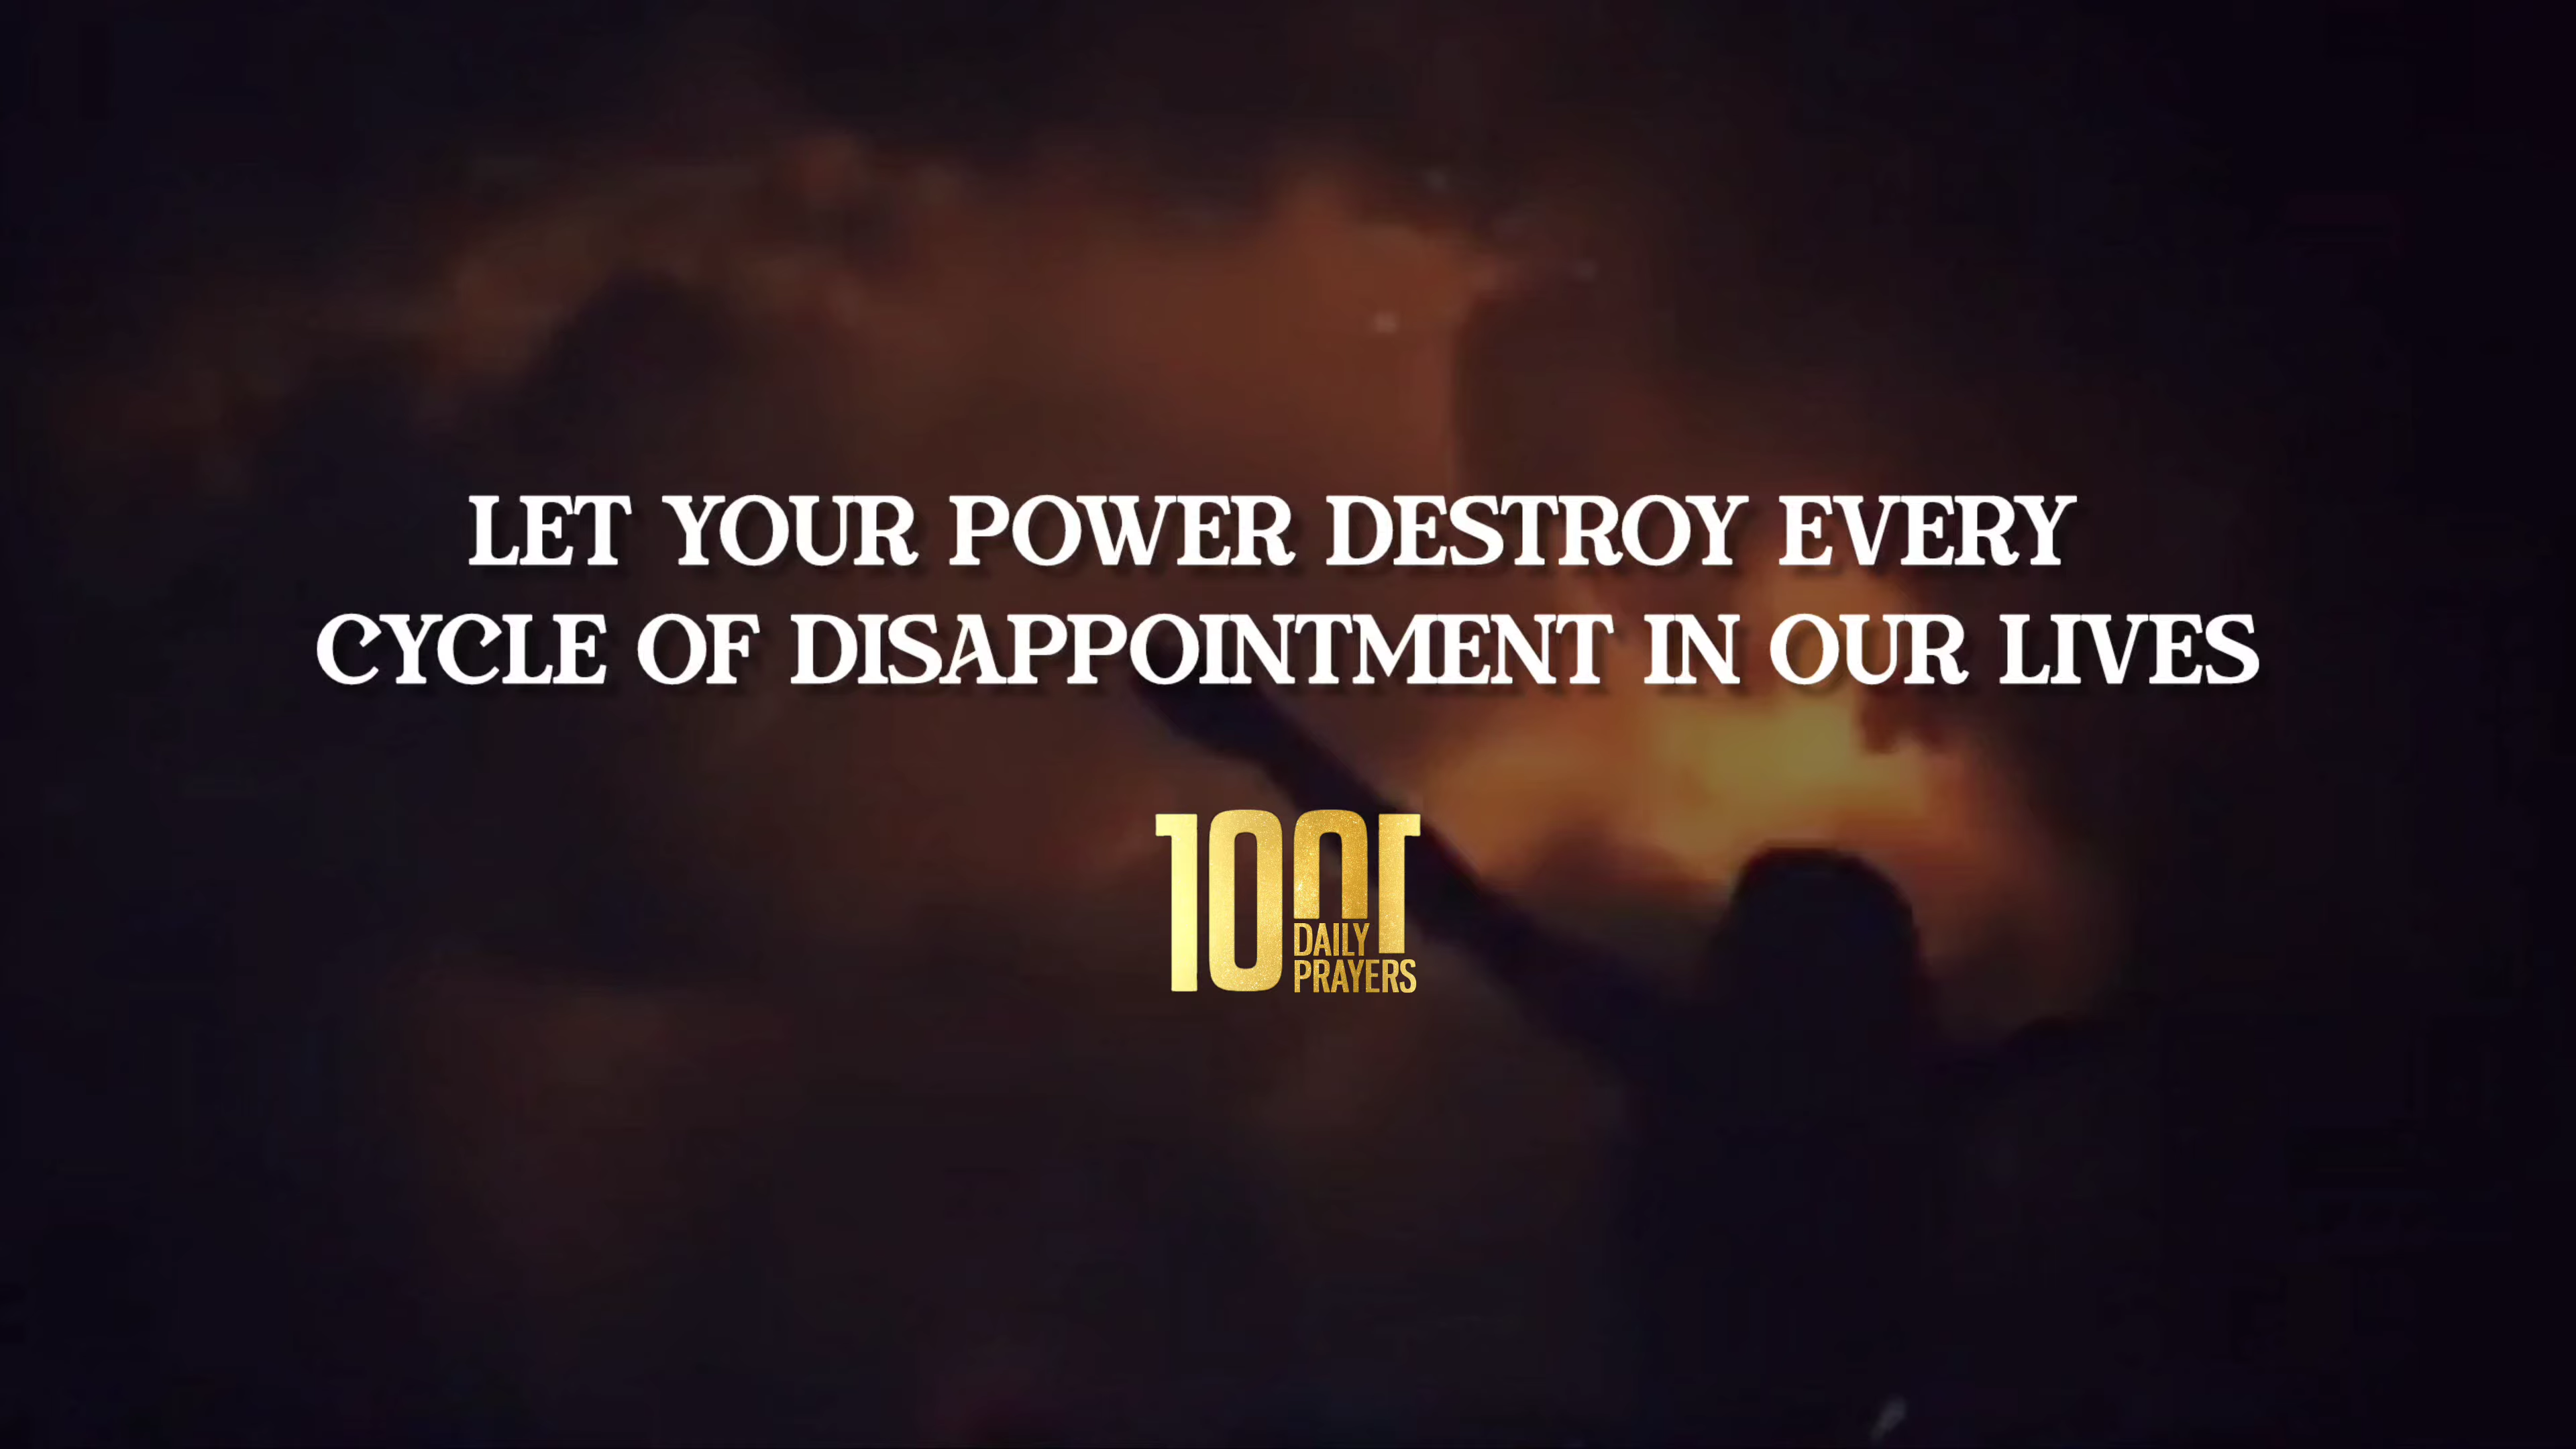 LET YOUR POWER DESTROY EVERY
CYCLE OF DISAPPOINTMENT IN OUR LIVES
1001
DAILY
PRAYERS